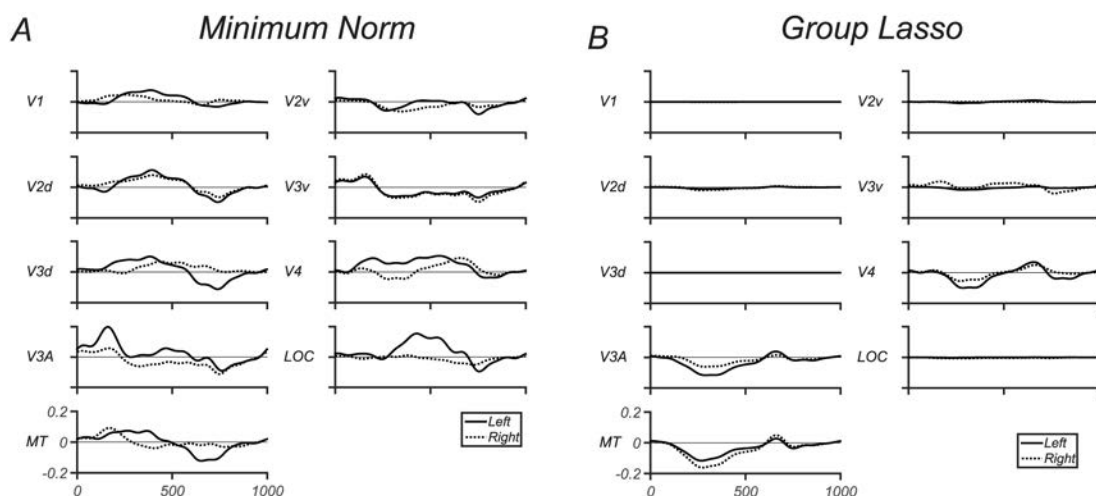 A Minimum Norm
B Group Lasso
V1
V2v
V2d
V3v
V3d
V4
V3A
LOC
MT
0.2
0
-0.2
0 500 1000
Left
Right
V1
V2v
V2d
V3v
V3d
V4
V3A
LOC
MT
0.2
0
-0.2
0 500 1000
Left
Right